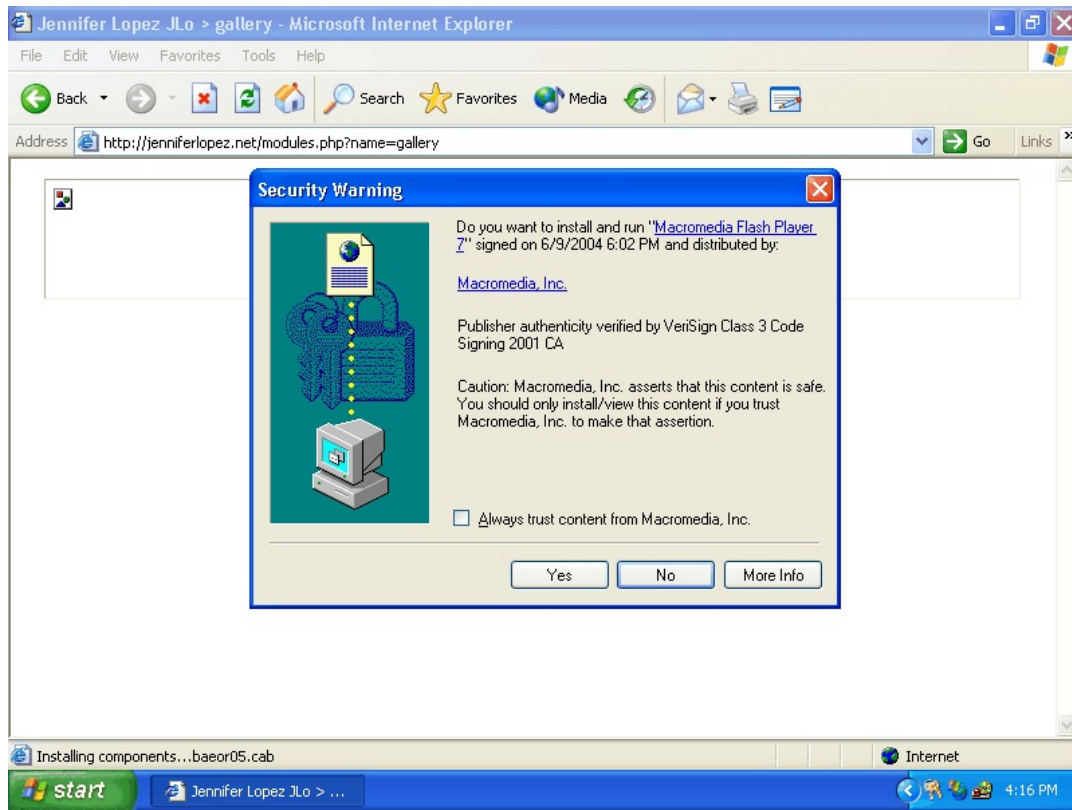 Jennifer Lopez JLo > gallery - Microsoft Internet Explorer
File Edit View Favorites Tools Help
Back Search Favorites Media
Address http://jenniferlopez.net/modules.php?name=gallery Go Links »
Security Warning
Do you want to install and run "Macromedia Flash Player
7" signed on 6/9/2004 6:02 PM and distributed by:
Macromedia, Inc.
Publisher authenticity verified by VeriSign Class 3 Code
Signing 2001 CA
Caution: Macromedia, Inc. asserts that this content is safe.
You should only install/view this content if you trust
Macromedia, Inc. to make that assertion.
Always trust content from Macromedia, Inc.
Yes No More Info
Installing components...baeor05.cab Internet
start Jennifer Lopez JLo > ... 4:16 PM